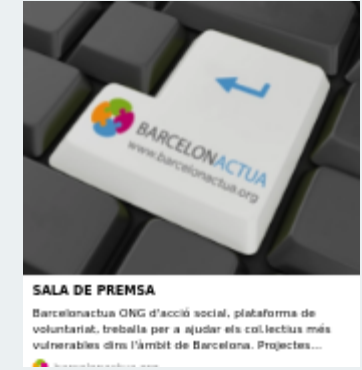 BARCELONACTUA
www.barcelonactua.org
SALA DE PREMSA
Barcelonactua ONG d'acció social, plataforma de
voluntariat, treballa per a ajudar els col.lectius més
vulnerables dins l'àmbit de Barcelona. Projectes...